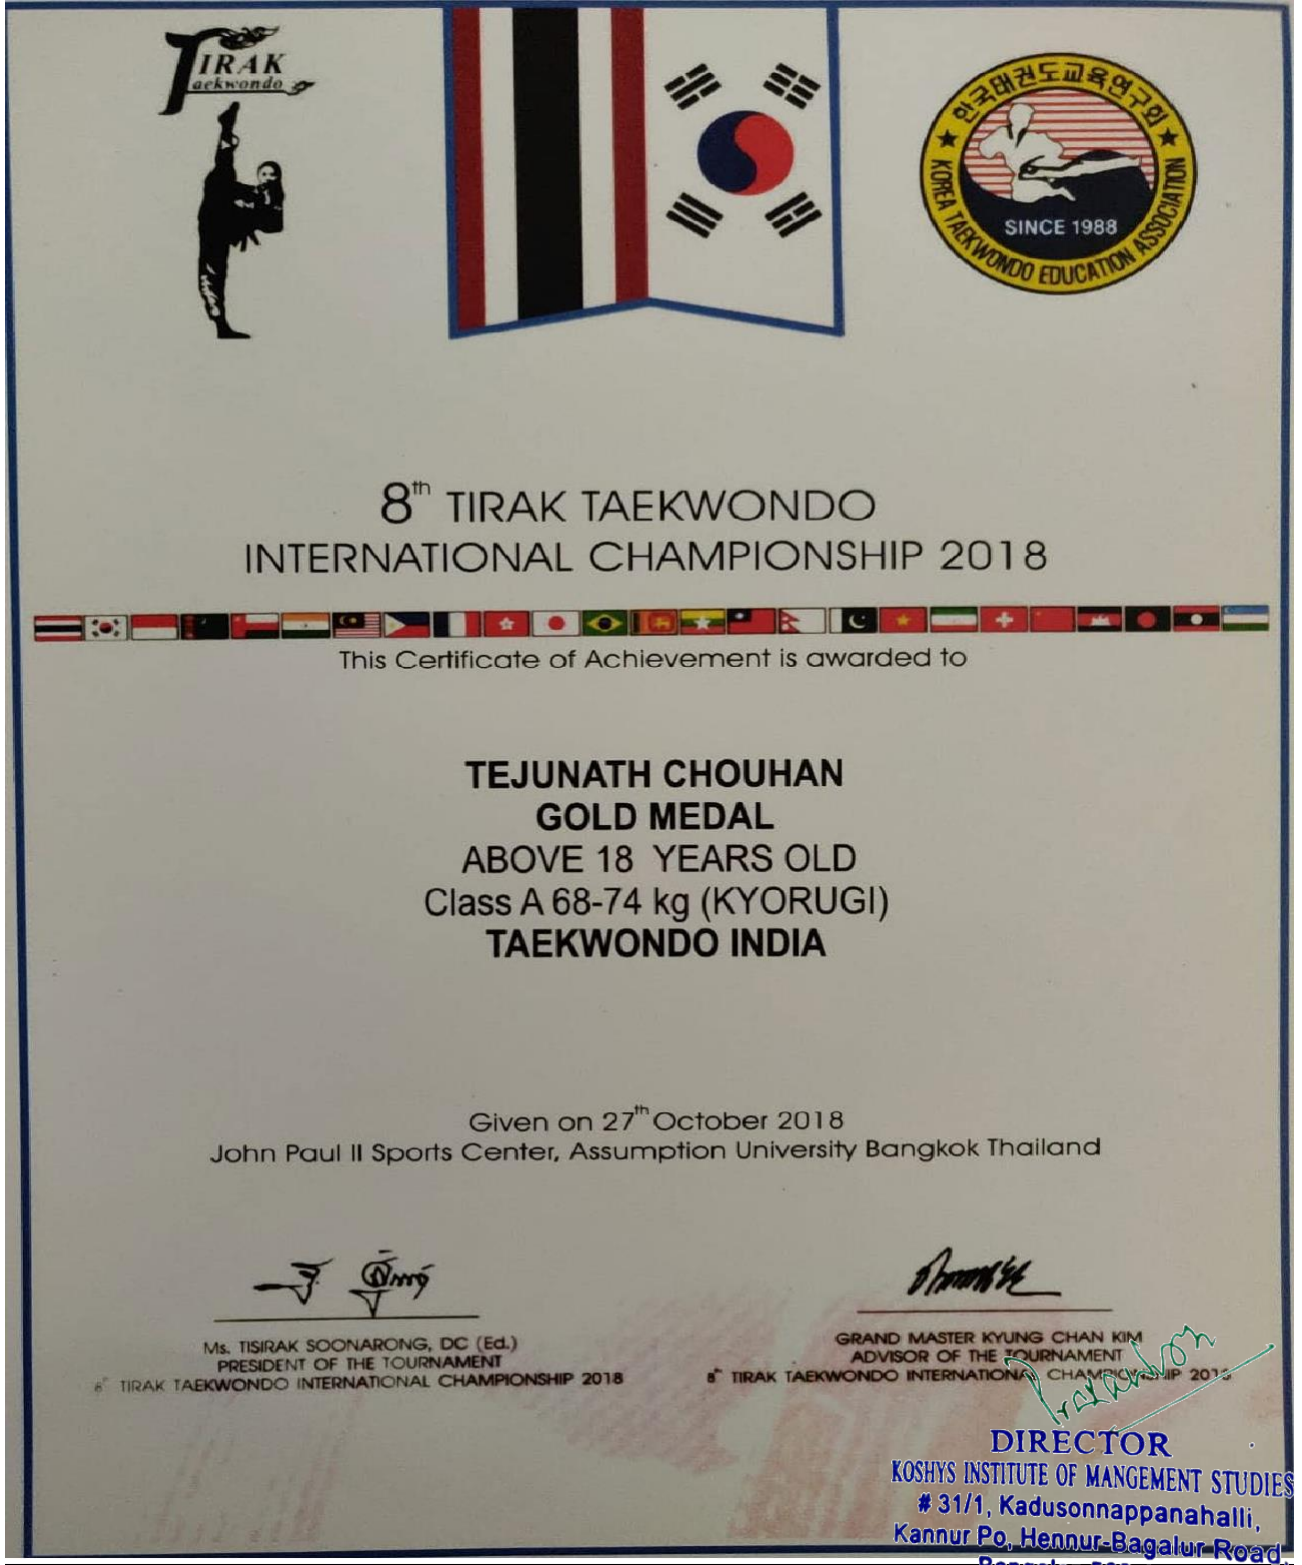 TIRAK
Taekwondo
한국태권도교육연구회
KOREA TAEKWONDO EDUCATION ASSOCIATION
SINCE 1988
8th TIRAK TAEKWONDO
INTERNATIONAL CHAMPIONSHIP 2018
This Certificate of Achievement is awarded to
TEJUNATH CHOUHAN
GOLD MEDAL
ABOVE 18 YEARS OLD
Class A 68-74 kg (KYORUGI)
TAEKWONDO INDIA
Given on 27th October 2018
John Paul II Sports Center, Assumption University Bangkok Thailand
Ms. TISIRAK SOONARONG, DC (Ed.)
PRESIDENT OF THE TOURNAMENT
8th TIRAK TAEKWONDO INTERNATIONAL CHAMPIONSHIP 2018
GRAND MASTER KYUNG CHAN KIM
ADVISOR OF THE TOURNAMENT
8th TIRAK TAEKWONDO INTERNATIONAL CHAMPIONSHIP 2018
DIRECTOR
KOSHYS INSTITUTE OF MANGEMENT STUDIES
# 31/1, Kadusonnappanahalli,
Kannur Po, Hennur-Bagalur Road